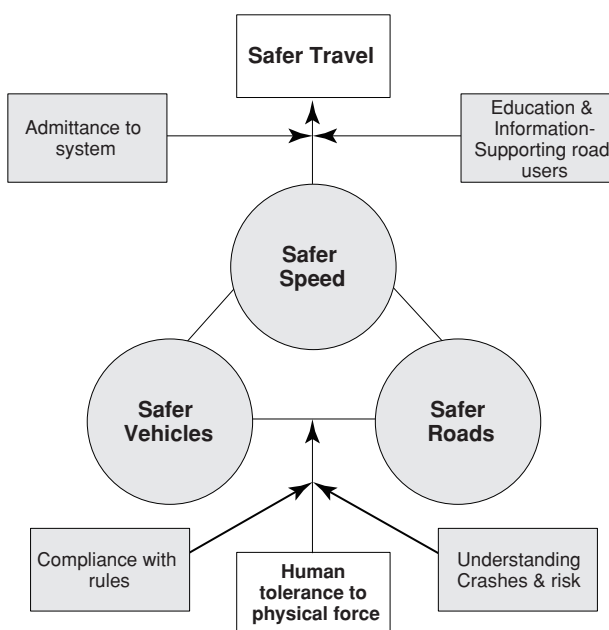 Safer Travel
Admittance to
system
Education &
Information-
Supporting road
users
Safer
Speed
Safer
Vehicles
Safer
Roads
Compliance with
rules
Human
tolerance to
physical force
Understanding
Crashes & risk